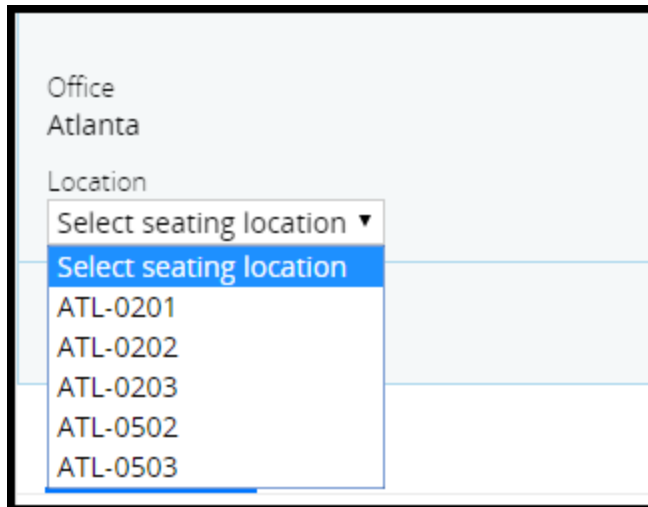 Office
Atlanta
Location
Select seating location
Select seating location
ATL-0201
ATL-0202
ATL-0203
ATL-0502
ATL-0503